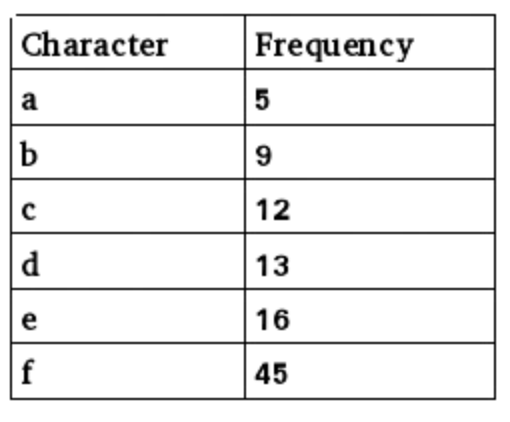 Character Frequency
a 5
b 9
c 12
d 13
e 16
f 45